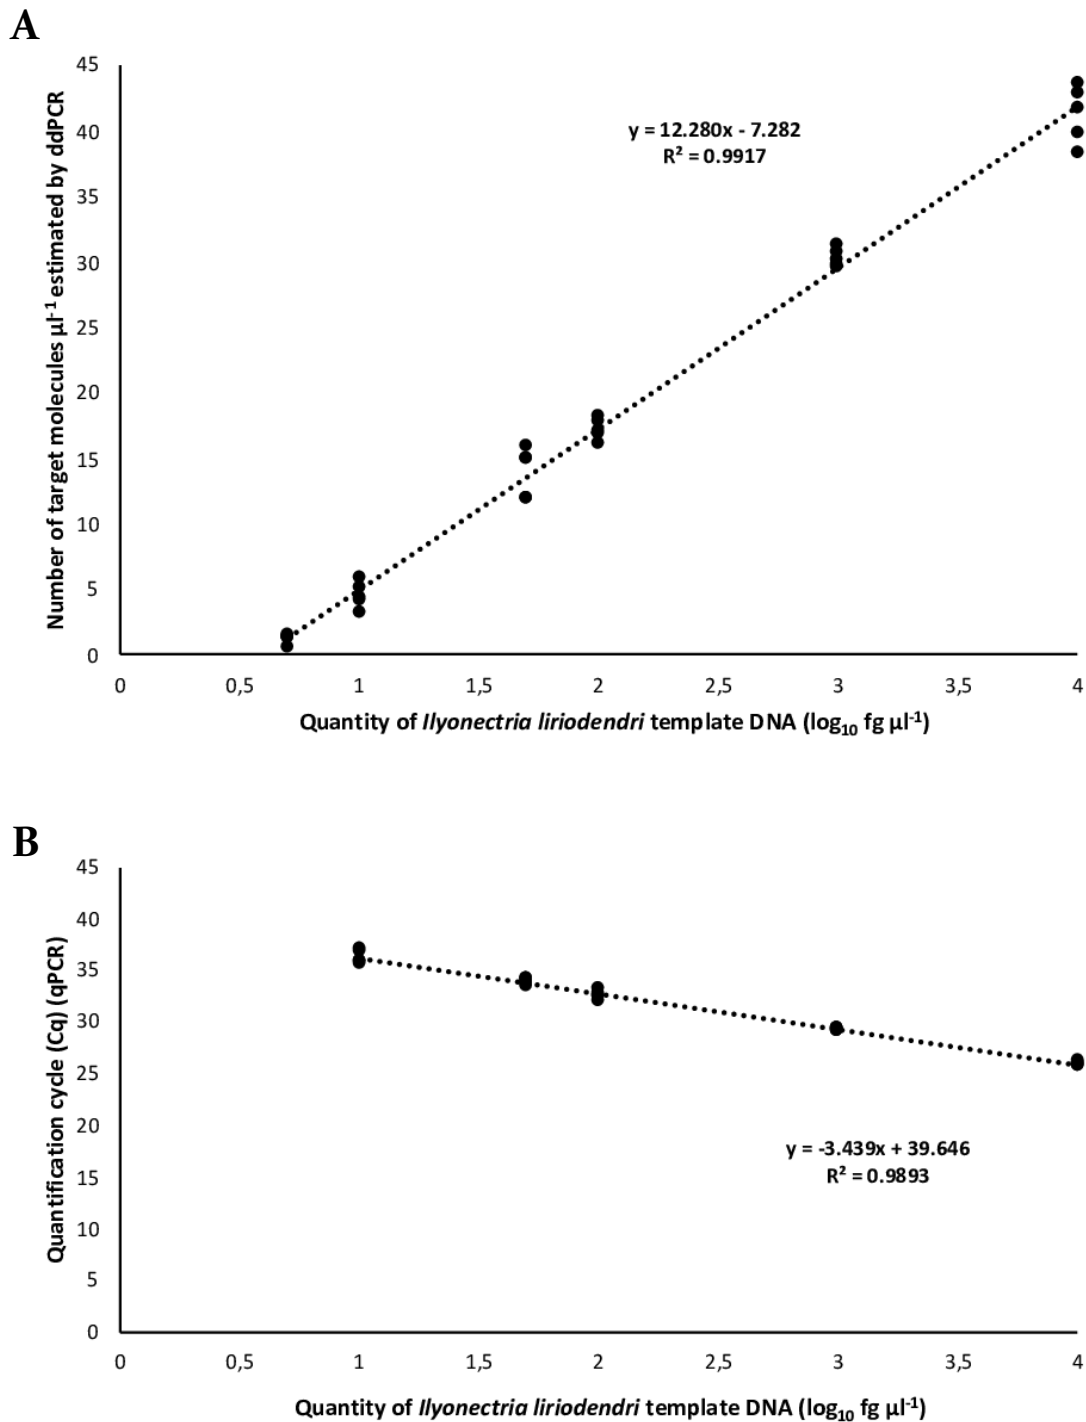 A
Number of target molecules µl⁻¹ estimated by ddPCR
45
40
35
30
25
20
15
10
5
0
y = 12.280x - 7.282
R² = 0.9917
0 0,5 1 1,5 2 2,5 3 3,5 4
Quantity of Ilyonectria liriodendri template DNA (log₁₀ fg µl⁻¹)
B
Quantification cycle (Cq) (qPCR)
45
40
35
30
25
20
15
10
5
0
y = -3.439x + 39.646
R² = 0.9893
0 0,5 1 1,5 2 2,5 3 3,5 4
Quantity of Ilyonectria liriodendri template DNA (log₁₀ fg µl⁻¹)